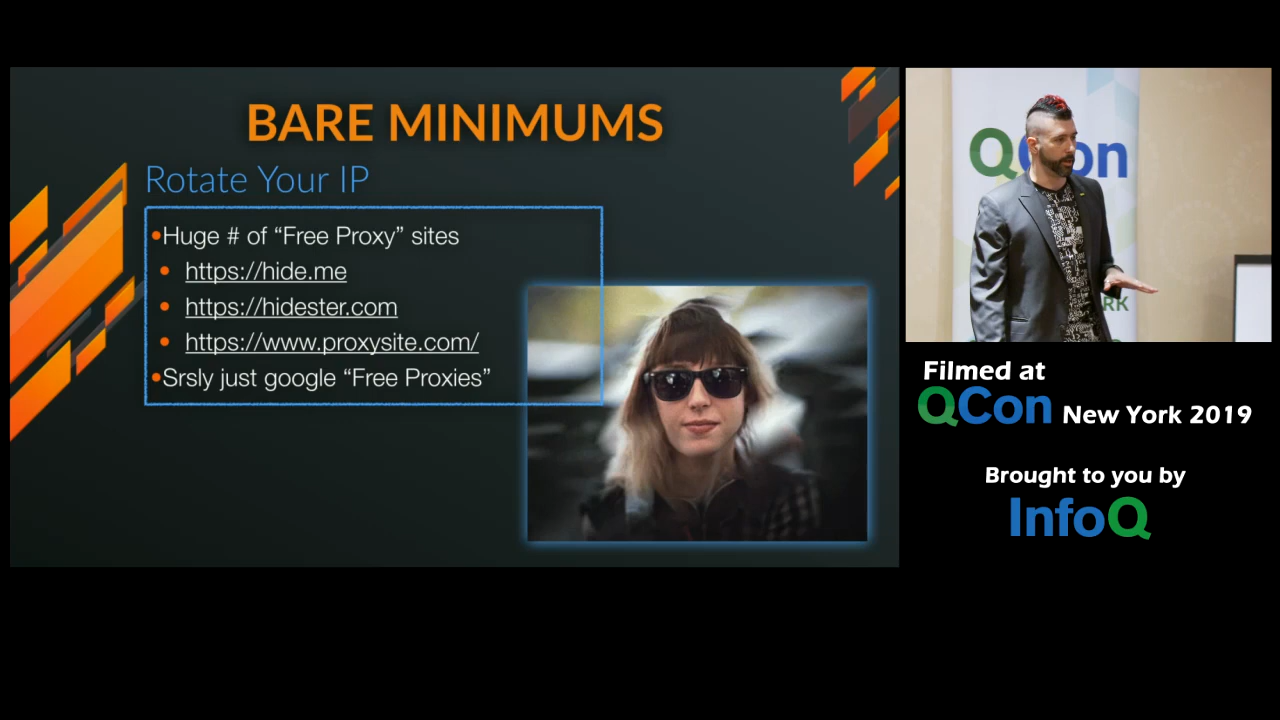 BARE MINIMUMS
Rotate Your IP
•Huge # of “Free Proxy” sites
• https://hide.me
• https://hidester.com
• https://www.proxysite.com/
•Srsly just google “Free Proxies”
QCon
RK
Filmed at
QCon New York 2019
Brought to you by
InfoQ